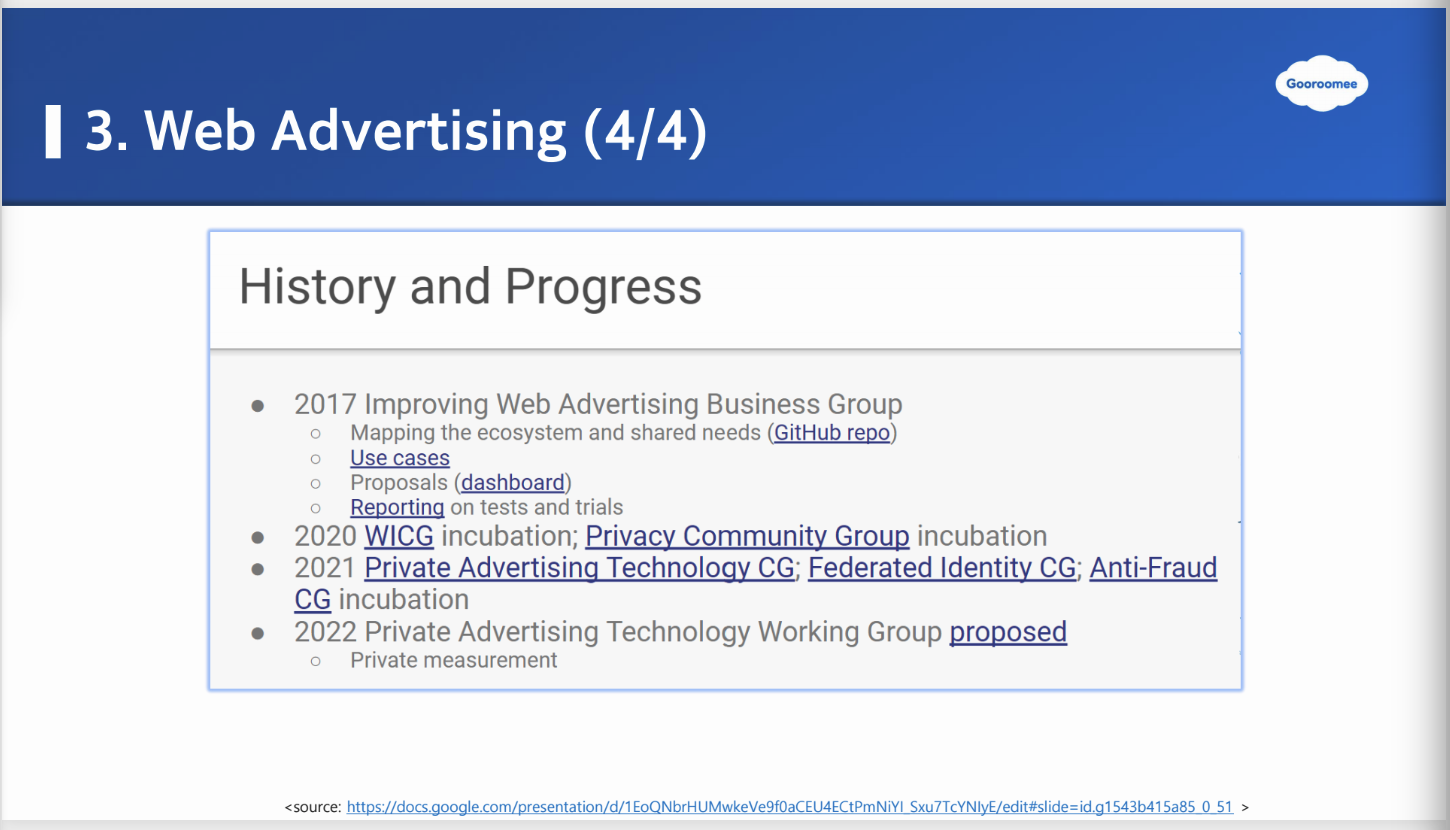 Gooroomee
3. Web Advertising (4/4)
History and Progress
● 2017 Improving Web Advertising Business Group
○ Mapping the ecosystem and shared needs (GitHub repo)
○ Use cases
○ Proposals (dashboard)
○ Reporting on tests and trials
● 2020 WICG incubation; Privacy Community Group incubation
● 2021 Private Advertising Technology CG; Federated Identity CG; Anti-Fraud
CG incubation
● 2022 Private Advertising Technology Working Group proposed
○ Private measurement
<source: https://docs.google.com/presentation/d/1EoQNbrHUMwkeVe9f0aCEU4ECtPmNiYI_Sxu7TcYNIyE/edit#slide=id.g1543b415a85_0_51 >